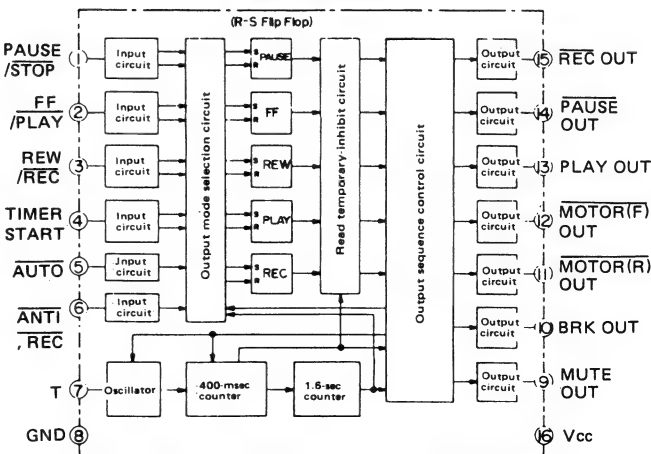 (R-S Flip Flop)
PAUSE
/STOP
1
Input
circuit
FF
/PLAY
2
Input
circuit
REW
/REC
3
Input
circuit
TIMER
START
4
Input
circuit
AUTO
5
Input
circuit
6
ANTI
, REC
Input
circuit
Output mode selection circuit
S
R
PAUSE
S
R
FF
S
R
REW
S
R
PLAY
S
R
REC
Read temporary-inhibit circuit
Output sequence control circuit
T
7
Oscillator
400-msec
counter
1.6-sec
counter
GND
8
Output
circuit
15
REC OUT
Output
circuit
14
PAUSE
OUT
Output
circuit
13
PLAY OUT
Output
circuit
12
MOTOR(F)
OUT
Output
circuit
11
MOTOR(R)
OUT
Output
circuit
10
BRK OUT
Output
circuit
9
MUTE
OUT
16
Vcc